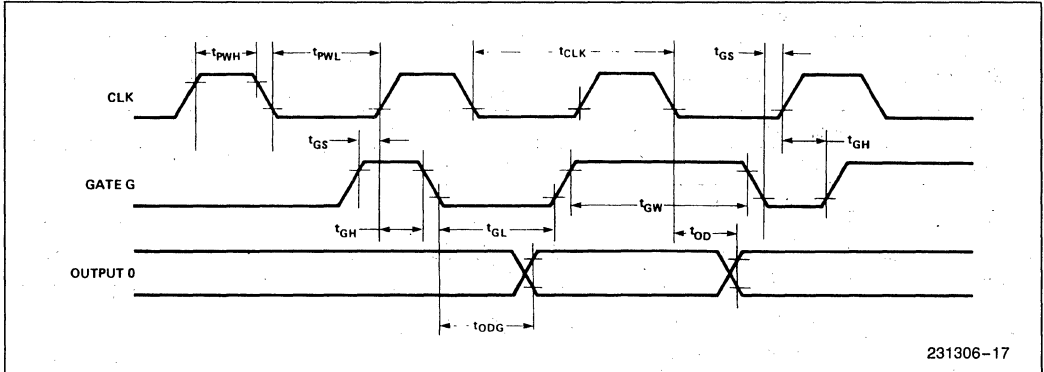 tPWH tPWL tCLK tGS
CLK
tGS tGH
GATE G
tGW
tGH tGL tOD
OUTPUT 0
tODG
231306–17